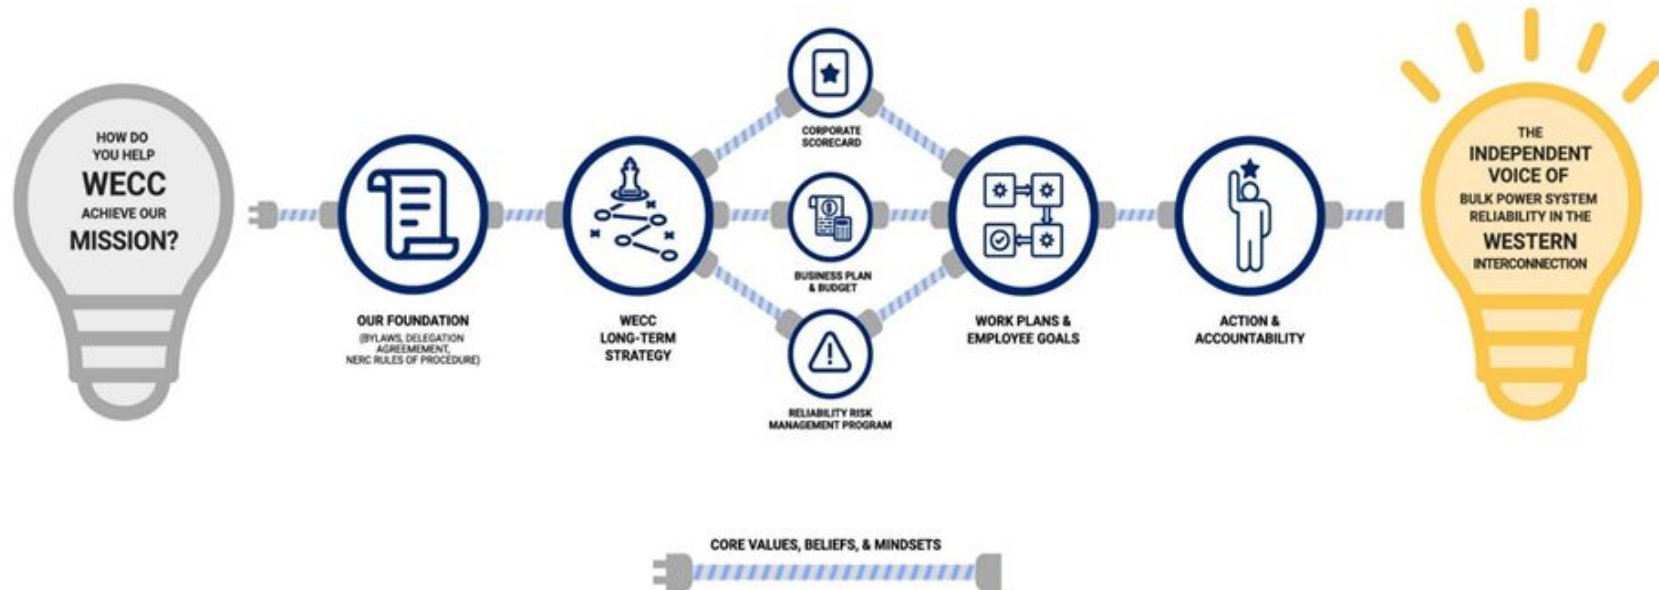 HOW DO
YOU HELP
WECC
ACHIEVE OUR
MISSION?
OUR FOUNDATION
(BYLAWS, DELEGATION
AGREEMEMENT,
NERC RULES OF PROCEDURE)
WECC
LONG-TERM
STRATEGY
CORPORATE
SCORECARD
$
BUSINESS PLAN
& BUDGET
RELIABILITY RISK
MANAGEMENT PROGRAM
WORK PLANS &
EMPLOYEE GOALS
ACTION &
ACCOUNTABILITY
THE
INDEPENDENT
VOICE OF
BULK POWER SYSTEM
RELIABILITY IN THE
WESTERN
INTERCONNECTION
CORE VALUES, BELIEFS, & MINDSETS